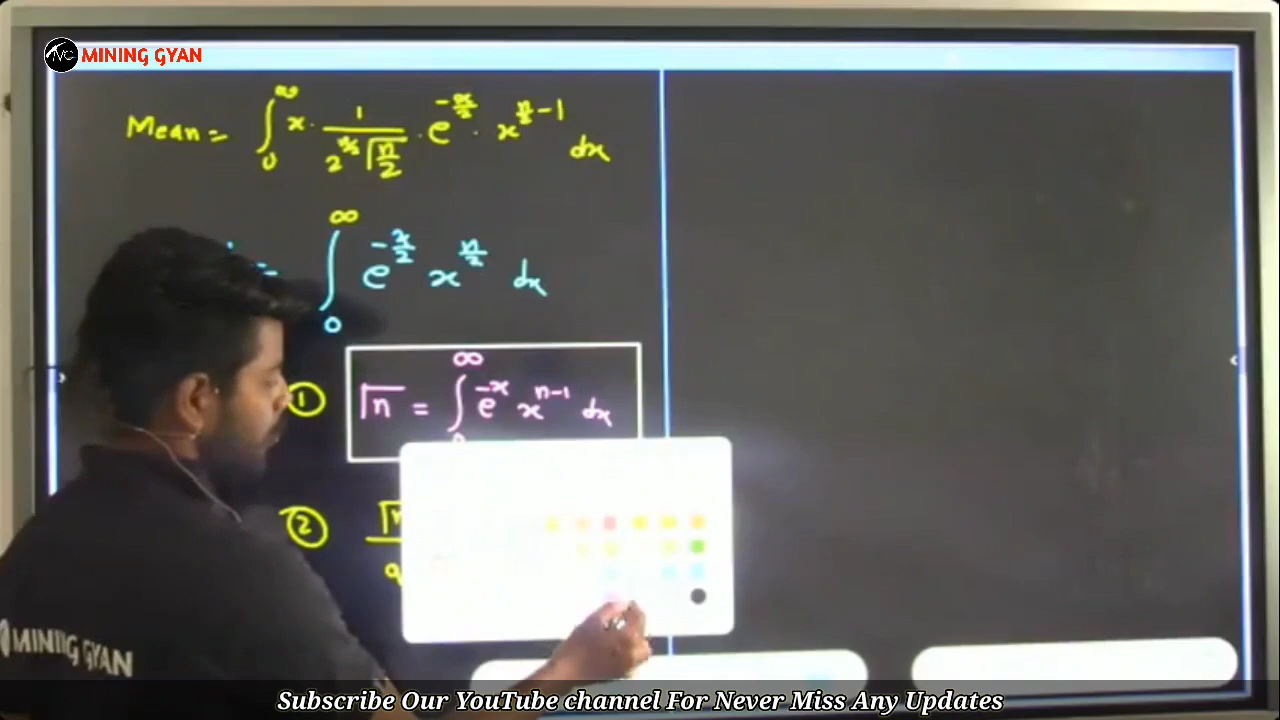 MINING GYAN
Mean = ∫₀^∞ x · 1/(2^(n/2) Γ(n/2)) · e^(-x/2) · x^(n/2 - 1) dx
= ∫₀^∞ e^(-x/2) x^(n/2) dx
① Γn = ∫₀^∞ e^(-x) x^(n-1) dx
②
MINING GYAN
Subscribe Our YouTube channel For Never Miss Any Updates